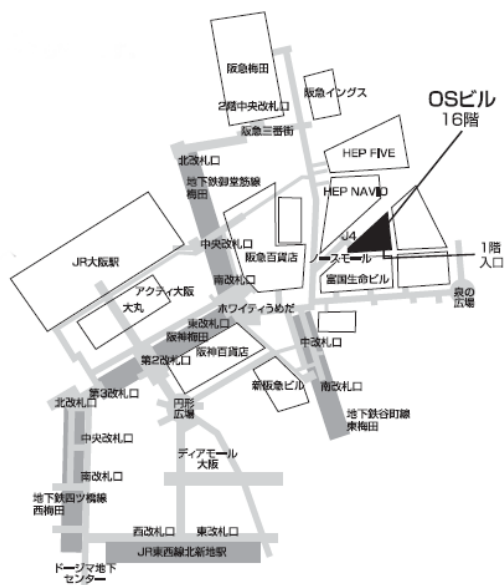 阪急梅田
2階中央改札口
阪急イングス
阪急三番街
OSビル
16階
HEP FIVE
北改札口
地下鉄御堂筋線
梅田
HEP NAVIO
J4
中央改札口
阪急百貨店
ノースモール
1階
入口
JR大阪駅
アクティ大阪
大丸
南改札口
富国生命ビル
泉の
広場
ホワイティうめだ
東改札口
阪神梅田
中改札口
第2改札口
阪神百貨店
新阪急ビル
南改札口
第3改札口
北改札口
円形
広場
地下鉄谷町線
東梅田
中央改札口
ディアモール
大阪
南改札口
地下鉄四ツ橋線
西梅田
西改札口
東改札口
JR東西線北新地駅
ドージマ地下
センター